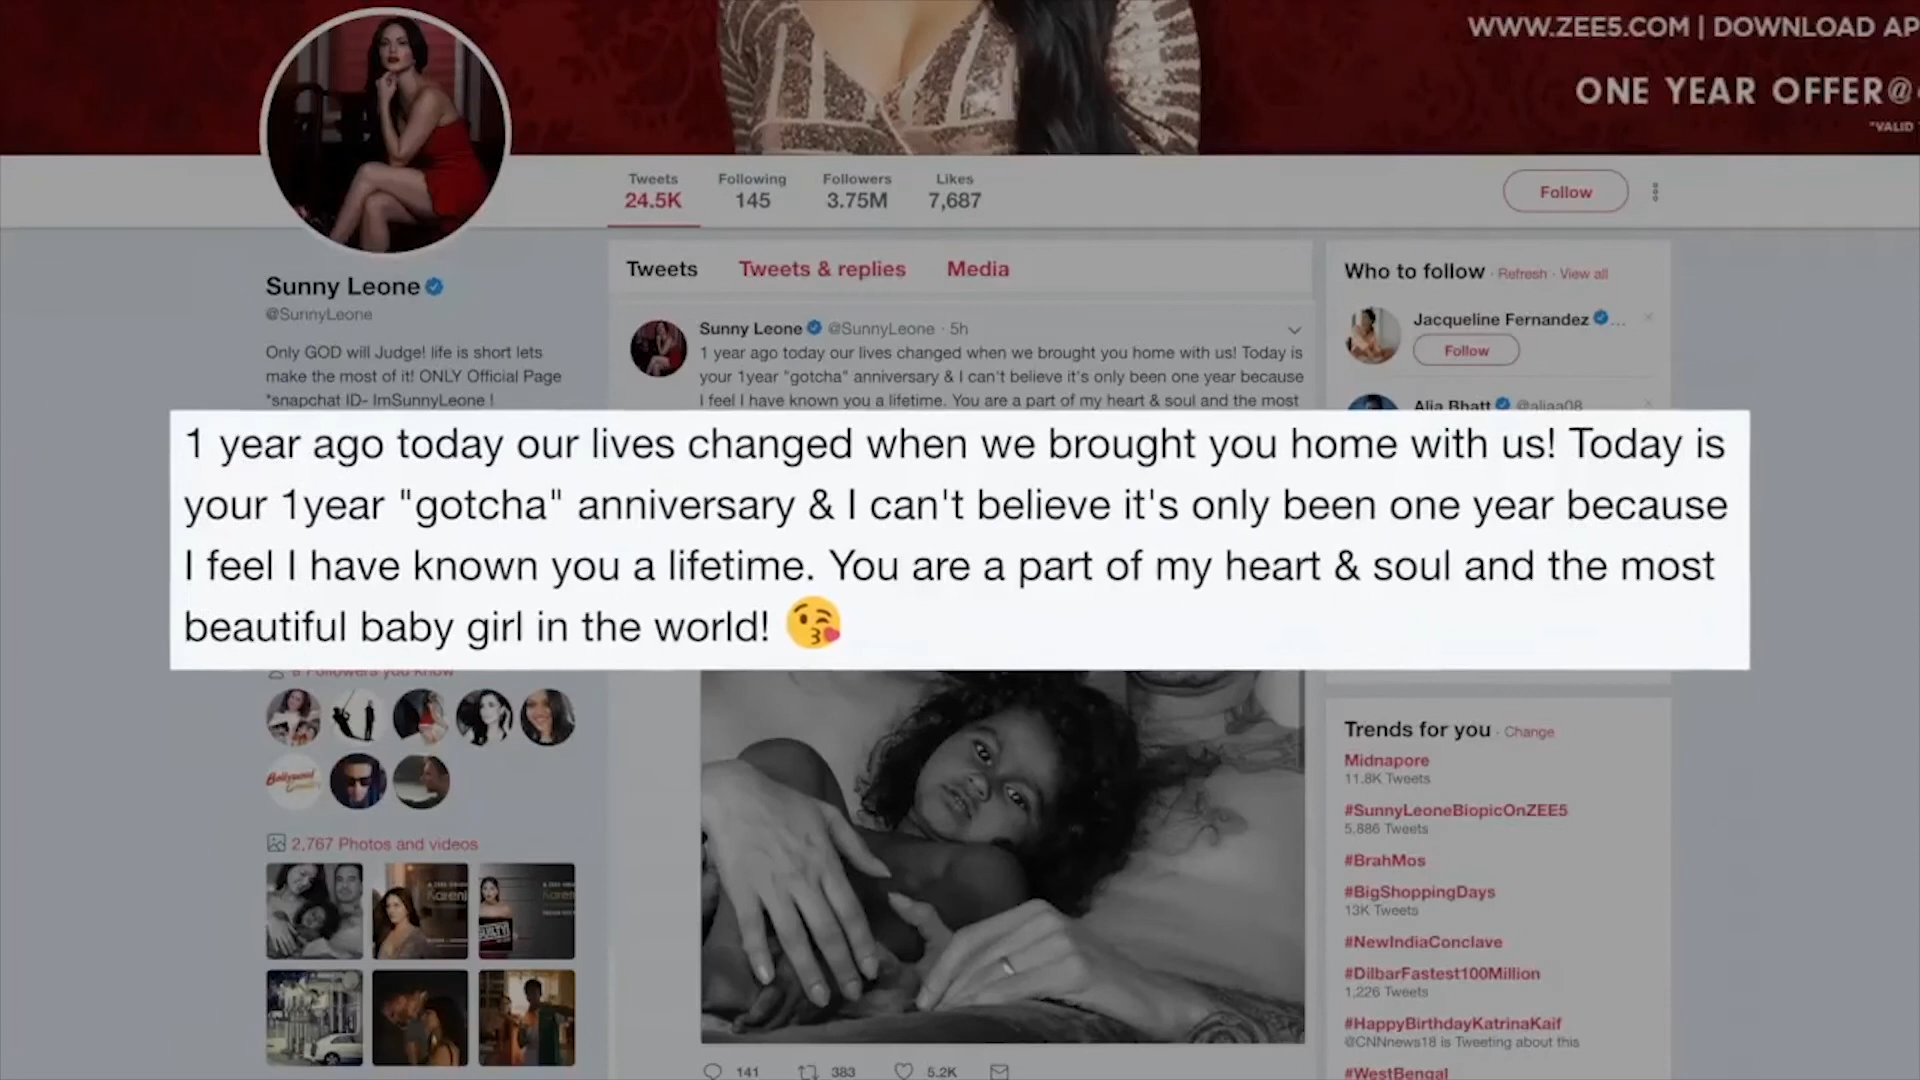 WWW.ZEE5.COM | DOWNLOAD AP
ONE YEAR OFFER@
*VALID
Tweets
24.5K
Following
145
Followers
3.75M
Likes
7,687
Follow
Sunny Leone
@SunnyLeone
Only GOD will Judge! life is short lets
make the most of it! ONLY Official Page
*snapchat ID- ImSunnyLeone !
Tweets
Tweets & replies
Media
Sunny Leone @SunnyLeone · 5h
1 year ago today our lives changed when we brought you home with us! Today is
your 1year "gotcha" anniversary & I can't believe it's only been one year because
I feel I have known you a lifetime. You are a part of my heart & soul and the most
Who to follow · Refresh · View all
Jacqueline Fernandez ...
Follow
Alia Bhatt @aliaa08
1 year ago today our lives changed when we brought you home with us! Today is
your 1year "gotcha" anniversary & I can't believe it's only been one year because
I feel I have known you a lifetime. You are a part of my heart & soul and the most
beautiful baby girl in the world! 😘
Followers you know
2,767 Photos and videos
Karenj
Karen
Trends for you · Change
Midnapore
11.8K Tweets
#SunnyLeoneBiopicOnZEE5
5,886 Tweets
#BrahMos
#BigShoppingDays
13K Tweets
#NewIndiaConclave
#DilbarFastest100Million
1,226 Tweets
#HappyBirthdayKatrinaKaif
@CNNnews18 is Tweeting about this
#WestBengal
141
383
5.2K